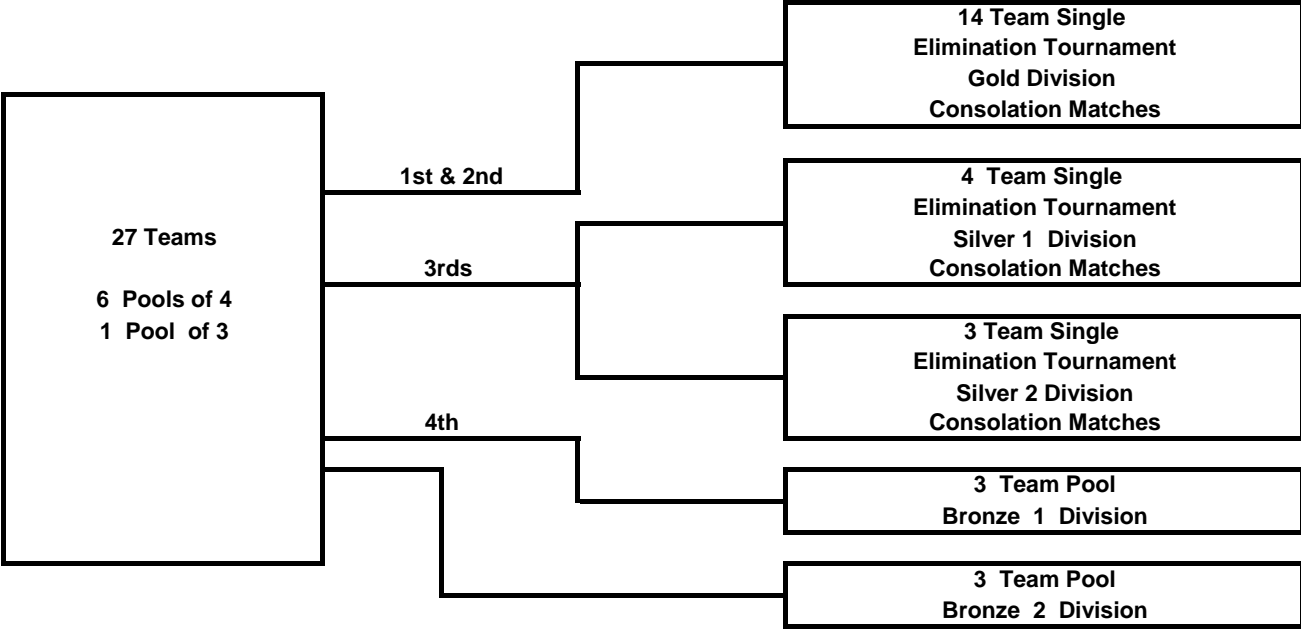 27 Teams
6 Pools of 4
1 Pool of 3
1st & 2nd
3rds
4th
14 Team Single
Elimination Tournament
Gold Division
Consolation Matches
4 Team Single
Elimination Tournament
Silver 1 Division
Consolation Matches
3 Team Single
Elimination Tournament
Silver 2 Division
Consolation Matches
3 Team Pool
Bronze 1 Division
3 Team Pool
Bronze 2 Division